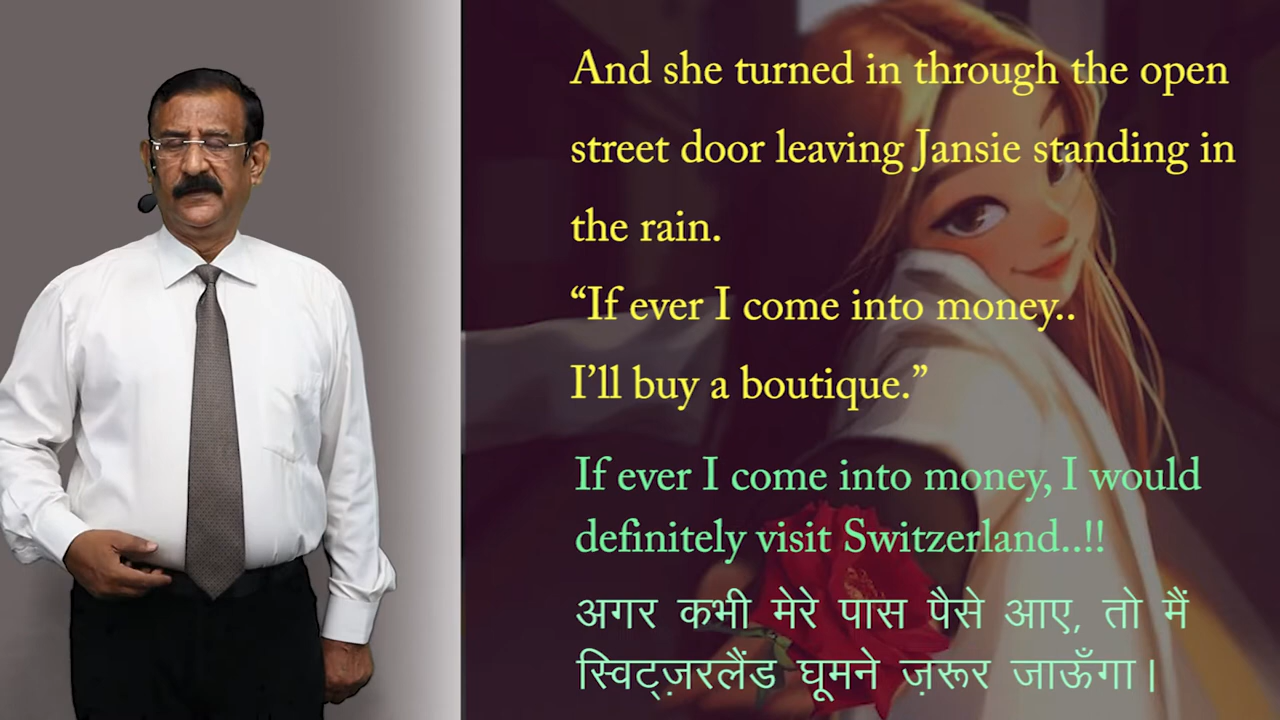 And she turned in through the open
street door leaving Jansie standing in
the rain.
“If ever I come into money..
I’ll buy a boutique.”
If ever I come into money, I would
definitely visit Switzerland..!!
अगर कभी मेरे पास पैसे आए, तो मैं
स्विट्ज़रलैंड घूमने ज़रूर जाऊँगा।